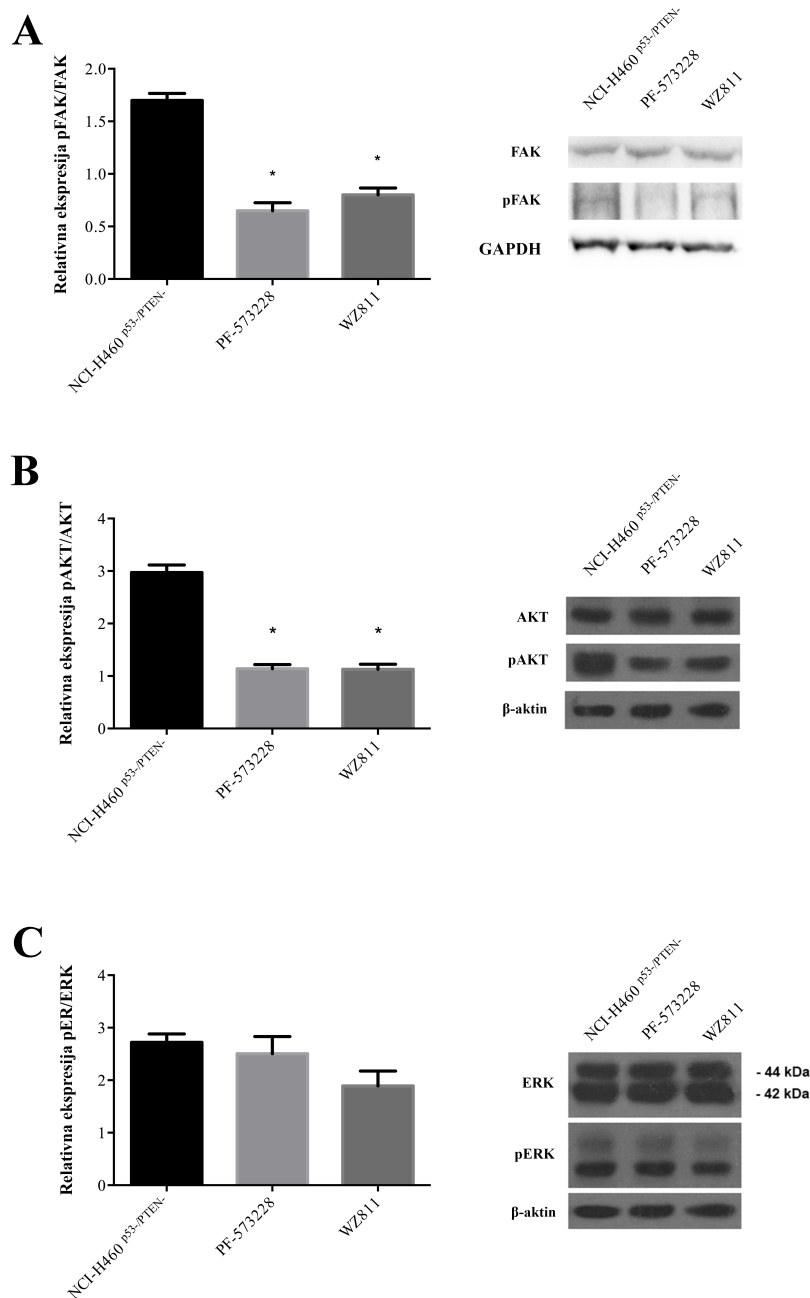 A
Relativna ekspresija pFAK/FAK
2.0
1.5
1.0
0.5
0.0
*
*
NCI-H460 p53-/PTEN-
PF-573228
WZ811
NCI-H460 p53-/PTEN-
PF-573228
WZ811
FAK
pFAK
GAPDH
B
Relativna ekspresija pAKT/AKT
4
3
2
1
0
*
*
NCI-H460 p53-/PTEN-
PF-573228
WZ811
NCI-H460 p53-/PTEN-
PF-573228
WZ811
AKT
pAKT
β-aktin
C
Relativna ekspresija pER/ERK
4
3
2
1
0
NCI-H460 p53-/PTEN-
PF-573228
WZ811
NCI-H460 p53-/PTEN-
PF-573228
WZ811
ERK
- 44 kDa
- 42 kDa
pERK
β-aktin